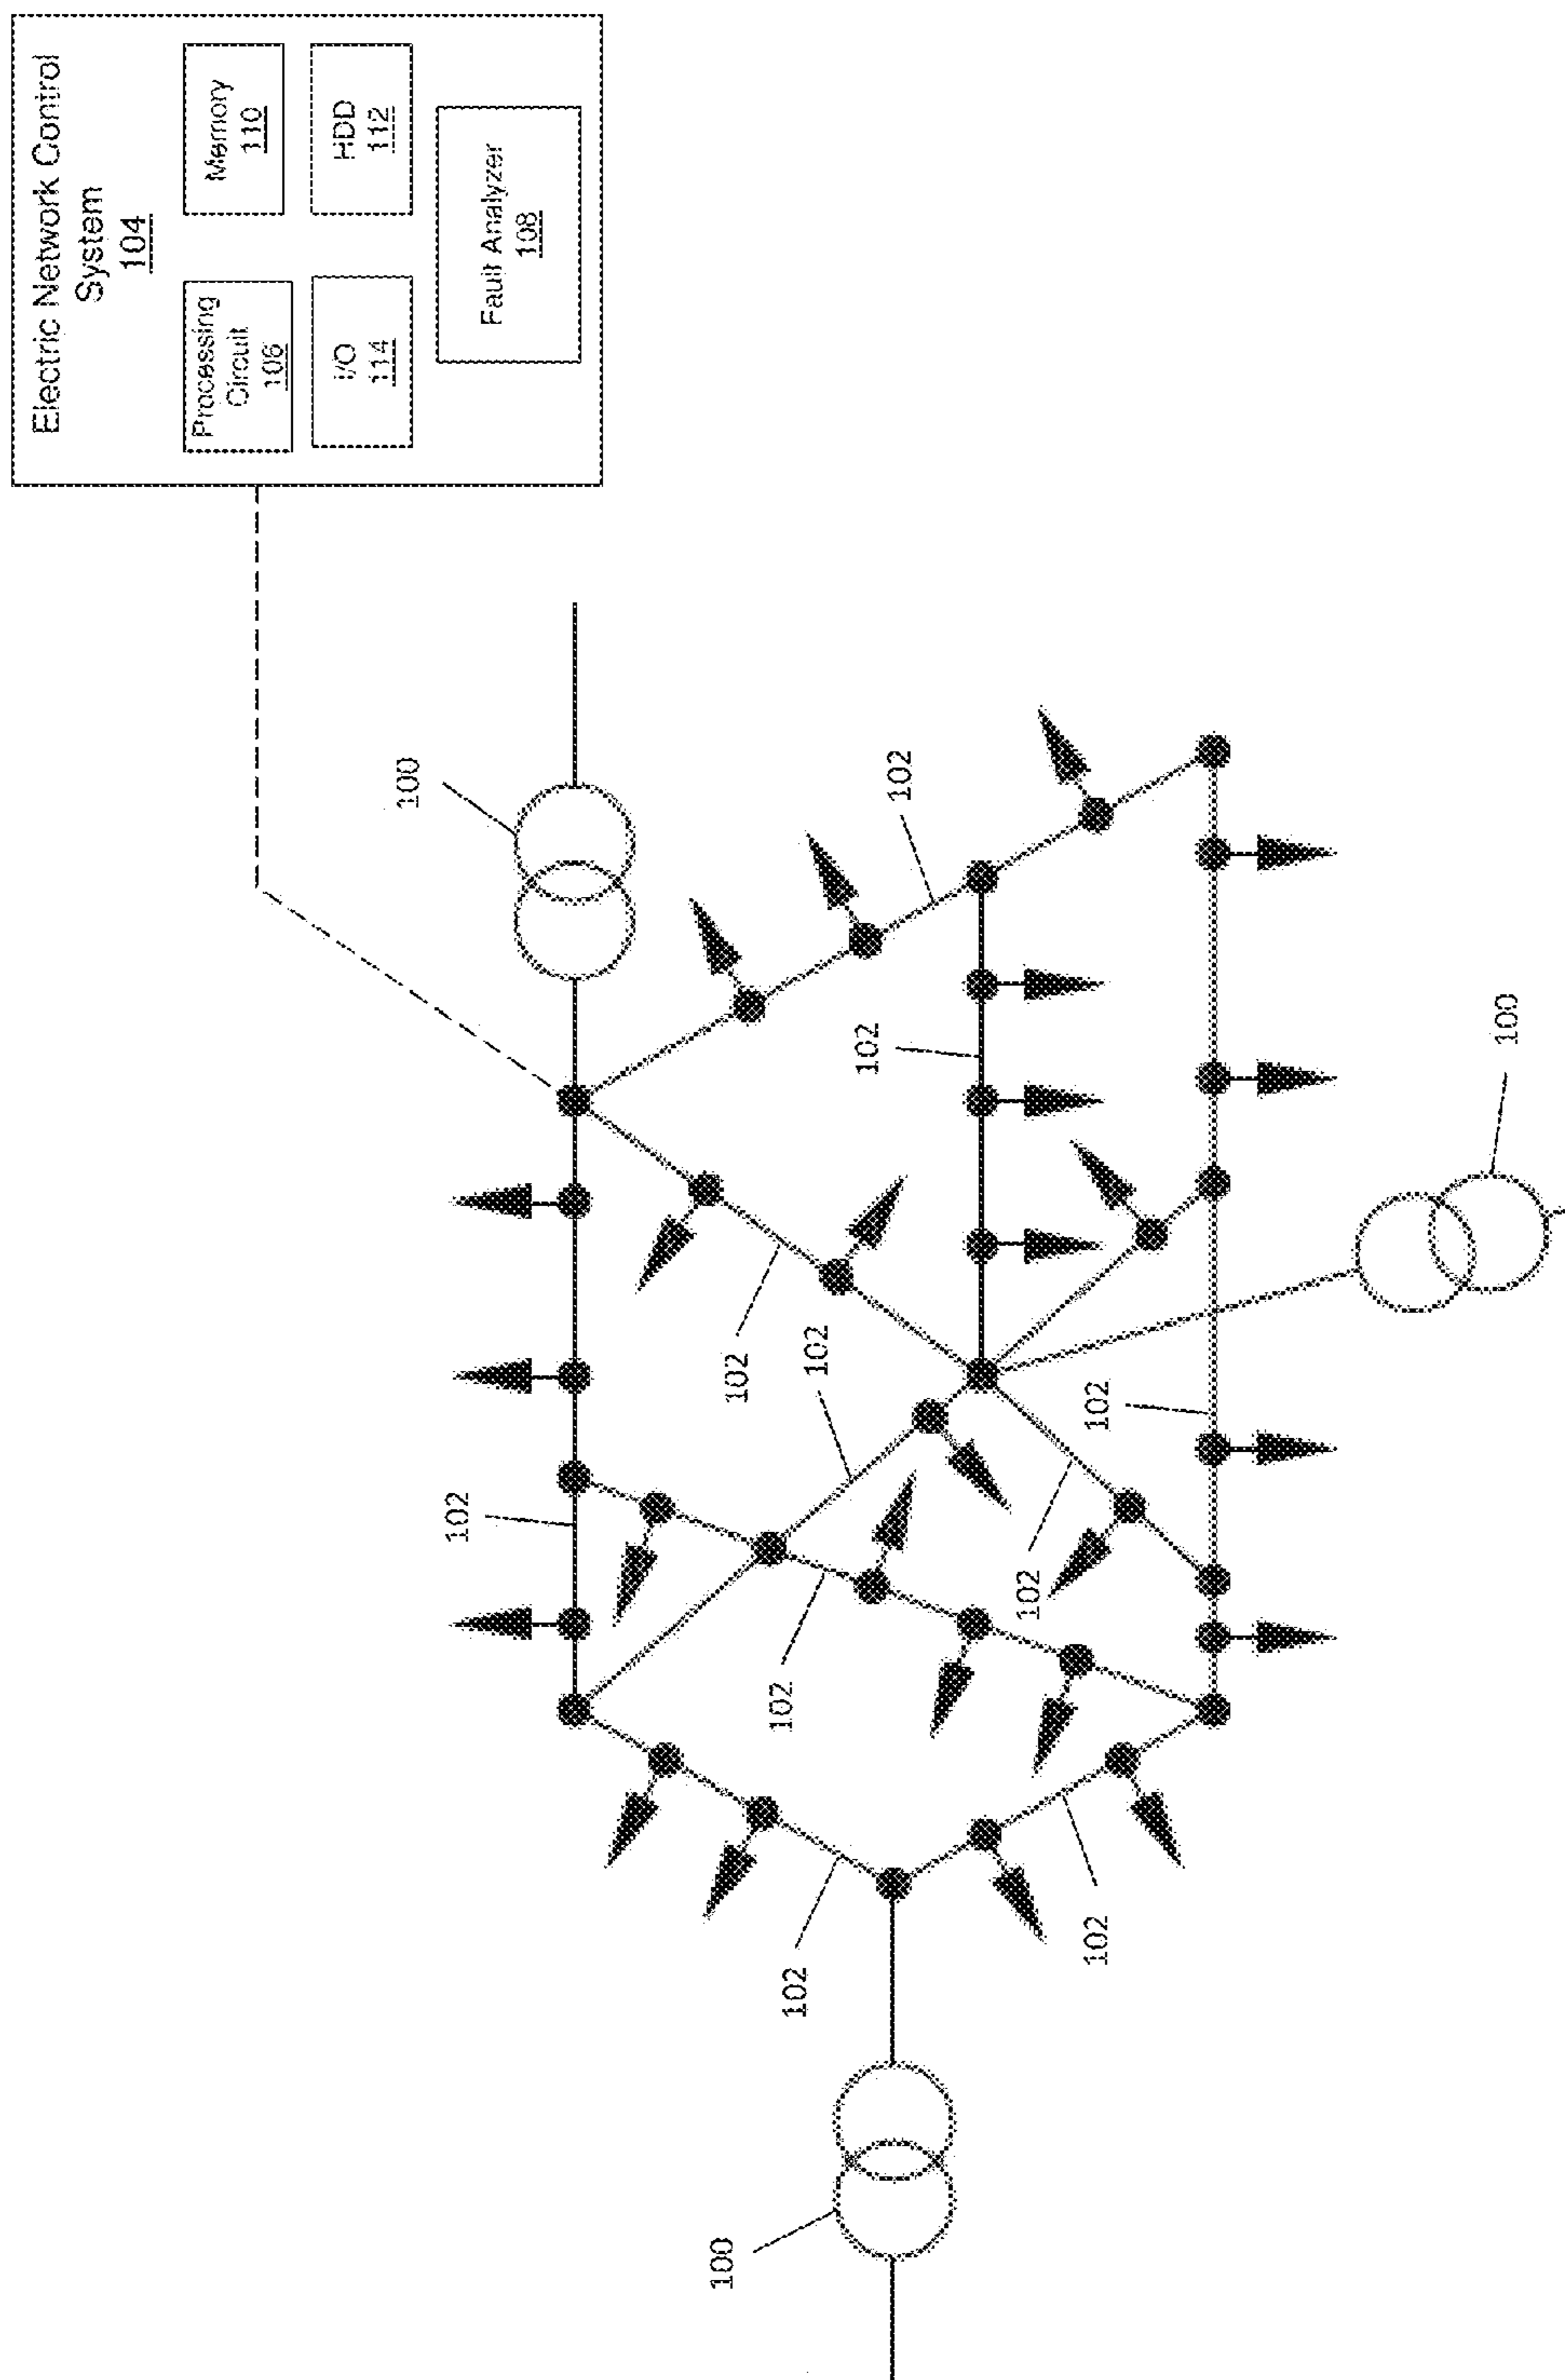 Electric Network Control
System
104
Processing
Circuit
106
Memory
110
I/O
114
HDD
112
Fault Analyzer
108
100
102
100
102
102
102
102
102
102
102
102
102
100